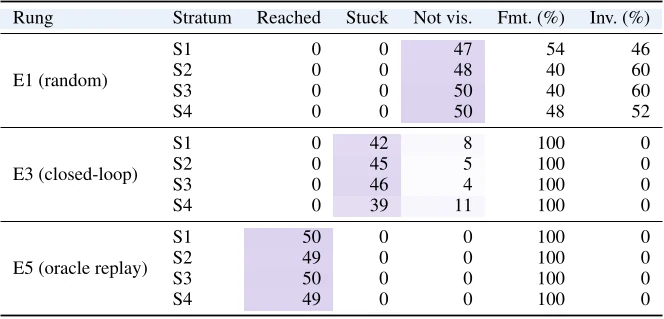 Rung Stratum Reached Stuck Not vis. Fmt. (%) Inv. (%)
S1 0 0 47 54 46
S2 0 0 48 40 60
E1 (random)
S3 0 0 50 40 60
S4 0 0 50 48 52
S1 0 42 8 100 0
S2 0 45 5 100 0
E3 (closed-loop)
S3 0 46 4 100 0
S4 0 39 11 100 0
S1 50 0 0 100 0
S2 49 0 0 100 0
E5 (oracle replay)
S3 50 0 0 100 0
S4 49 0 0 100 0